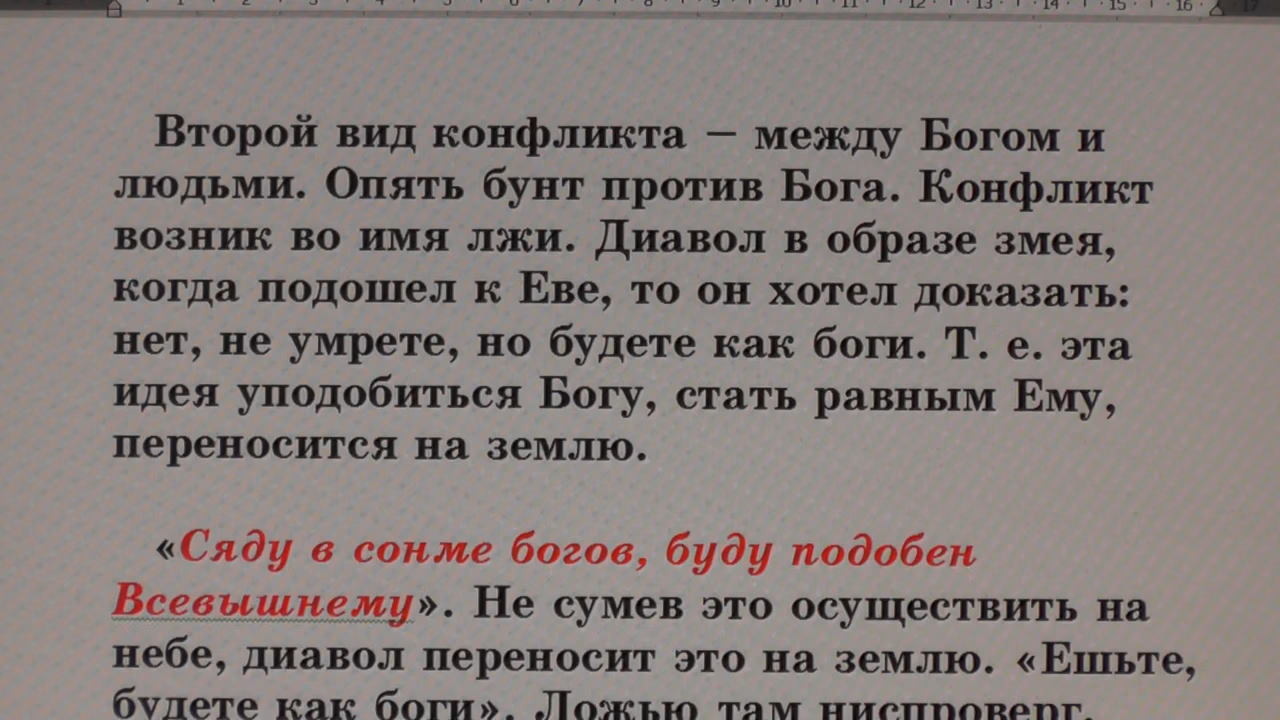 Второй вид конфликта – между Богом и
людьми. Опять бунт против Бога. Конфликт
возник во имя лжи. Диавол в образе змея,
когда подошел к Еве, то он хотел доказать:
нет, не умрете, но будете как боги. Т. е. эта
идея уподобиться Богу, стать равным Ему,
переносится на землю.
«Сяду в сонме богов, буду подобен
Всевышнему». Не сумев это осуществить на
небе, диавол переносит это на землю. «Ешьте,
будете как боги». Ложью там ниспроверг,